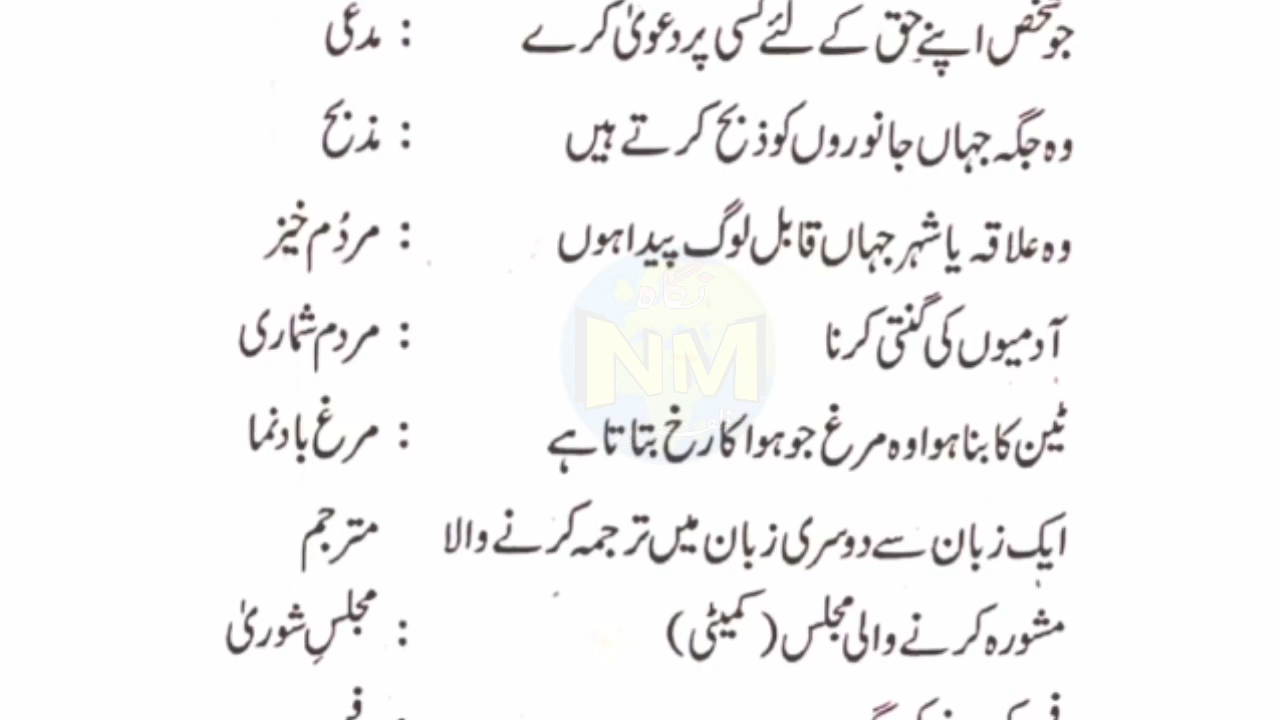 جو شخص اپنے حق کے لئے کسی پر دعویٰ کرے : مدعی
وہ جگہ جہاں جانوروں کو ذبح کرتے ہیں : مذبح
وہ علاقہ یا شہر جہاں قابل لوگ پیدا ہوں : مردُم خیز
آدمیوں کی گنتی کرنا : مردم شماری
ٹین کا بنا ہوا وہ مرغ جو ہوا کا رخ بتاتا ہے : مرغ بادنما
ایک زبان سے دوسری زبان میں ترجمہ کرنے والا مترجم
مشورہ کرنے والی مجلس (کمیٹی) : مجلسِ شوریٰ
نگاہ
NM